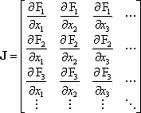 J = [ ∂F₁/∂x₁ ∂F₁/∂x₂ ∂F₁/∂x₃ ⋯
∂F₂/∂x₁ ∂F₂/∂x₂ ∂F₂/∂x₃ ⋯
∂F₃/∂x₁ ∂F₃/∂x₂ ∂F₃/∂x₃ ⋯
⋮ ⋮ ⋮ ⋱ ]